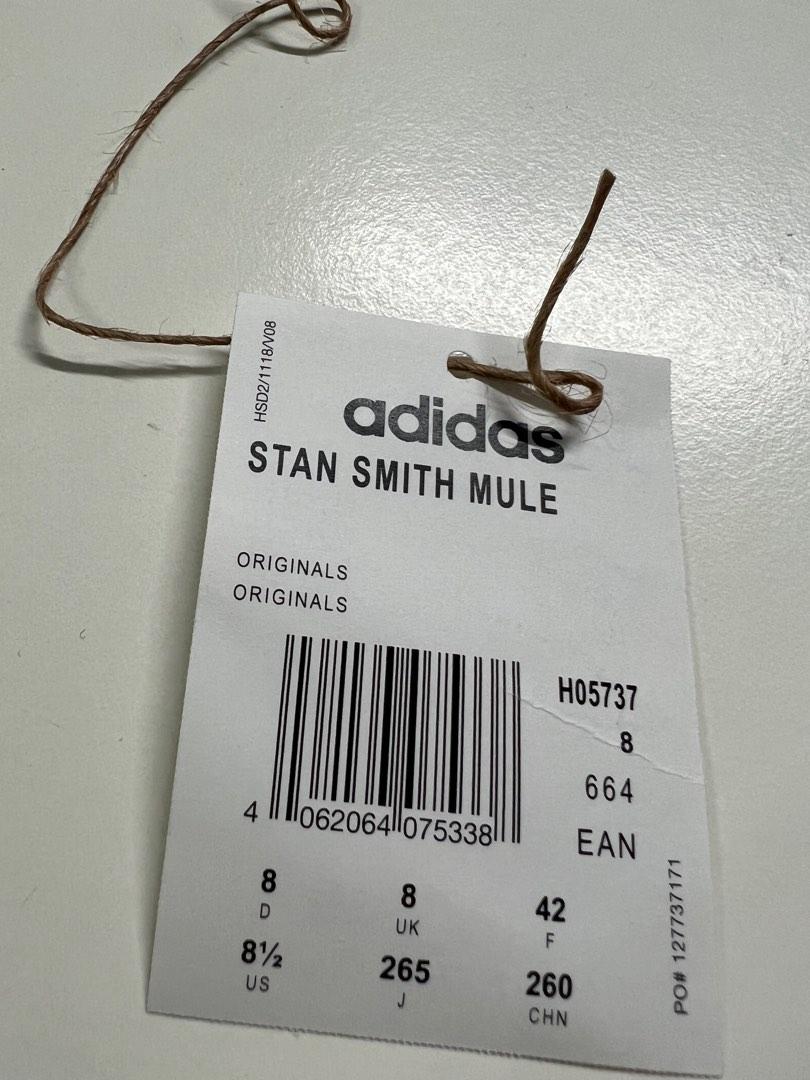 HSD2/1118/V08
adidas
STAN SMITH MULE
ORIGINALS
ORIGINALS
H05737
8
664
EAN
4 062064 075338
8 8 42
D UK F
8½ 265 260
US J CHN
PO# 127737171